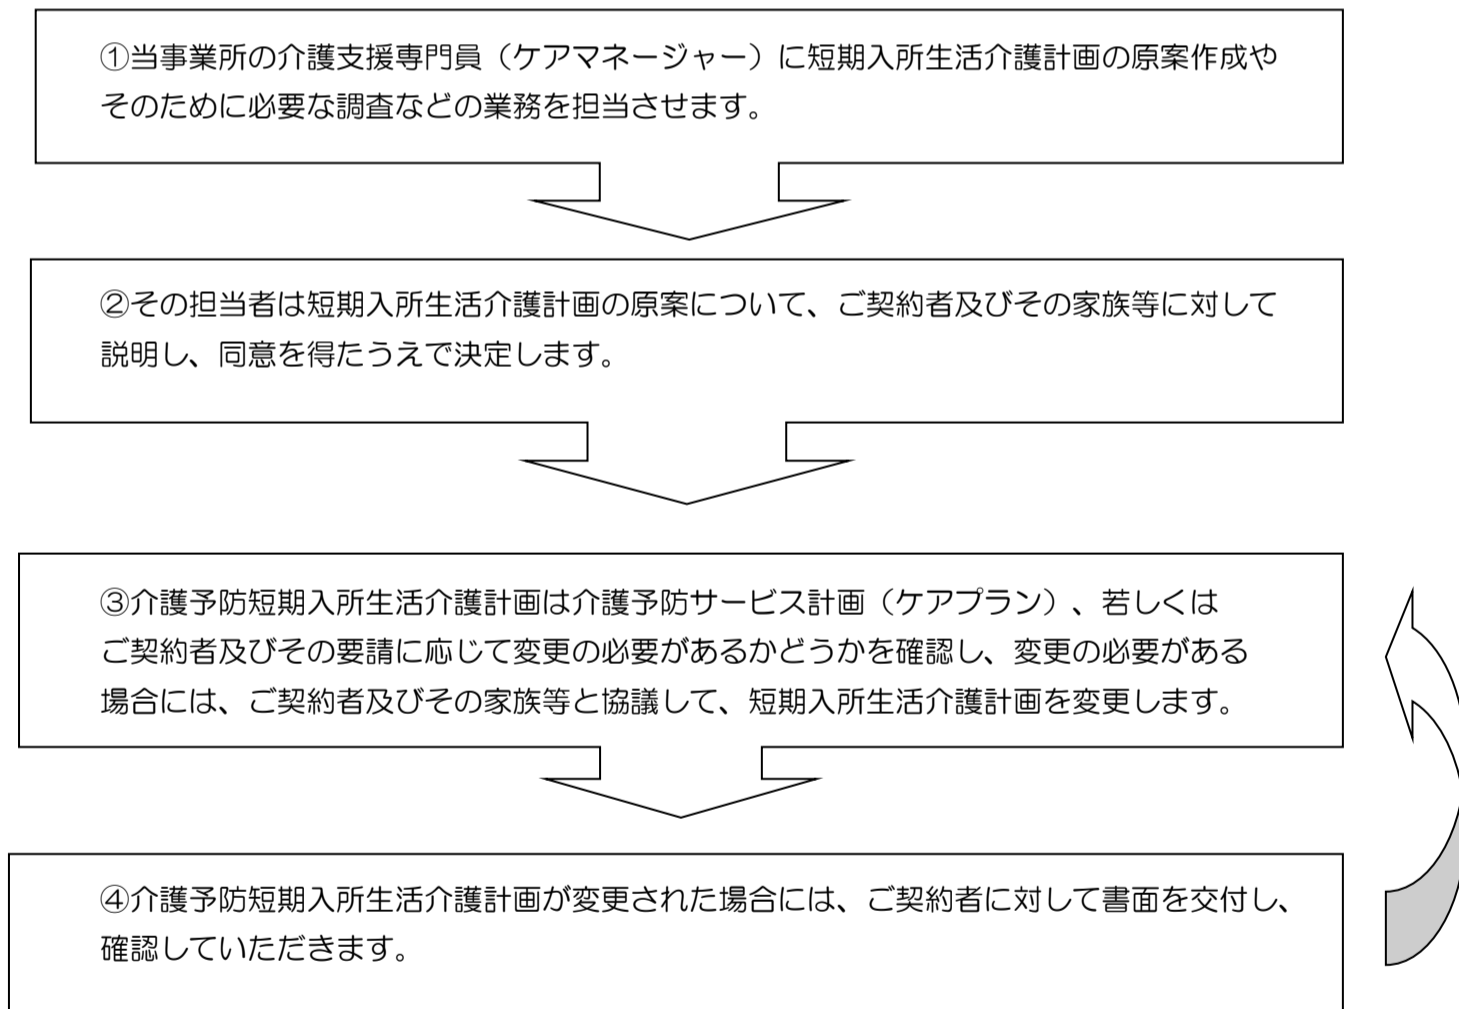 ①当事業所の介護支援専門員（ケアマネージャー）に短期入所生活介護計画の原案作成や
そのために必要な調査などの業務を担当させます。
②その担当者は短期入所生活介護計画の原案について、ご契約者及びその家族等に対して
説明し、同意を得たうえで決定します。
③介護予防短期入所生活介護計画は介護予防サービス計画（ケアプラン）、若しくは
ご契約者及びその要請に応じて変更の必要があるかどうかを確認し、変更の必要がある
場合には、ご契約者及びその家族等と協議して、短期入所生活介護計画を変更します。
④介護予防短期入所生活介護計画が変更された場合には、ご契約者に対して書面を交付し、
確認していただきます。